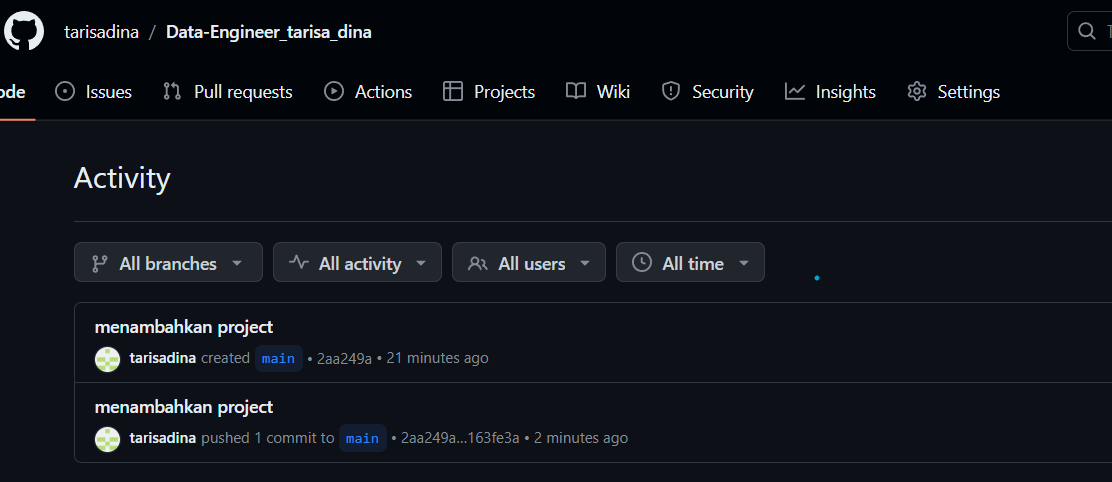 tarisadina / Data-Engineer_tarisa_dina
ode Issues Pull requests Actions Projects Wiki Security Insights Settings
Activity
All branches All activity All users All time
menambahkan project
tarisadina created main • 2aa249a • 21 minutes ago
menambahkan project
tarisadina pushed 1 commit to main • 2aa249a...163fe3a • 2 minutes ago